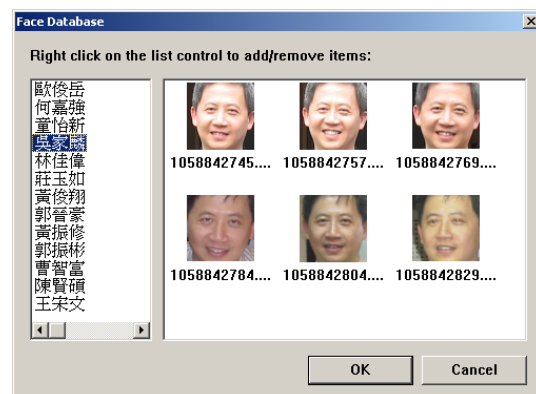 Face Database
Right click on the list control to add/remove items:
歐俊岳
何嘉強
童怡新
吳家麟
林佳偉
莊玉如
黃俊翔
郭晉豪
黃振修
郭振彬
曹智富
陳賢碩
王宋文
1058842745.... 1058842757.... 1058842769....
1058842784.... 1058842804.... 1058842829....
OK Cancel